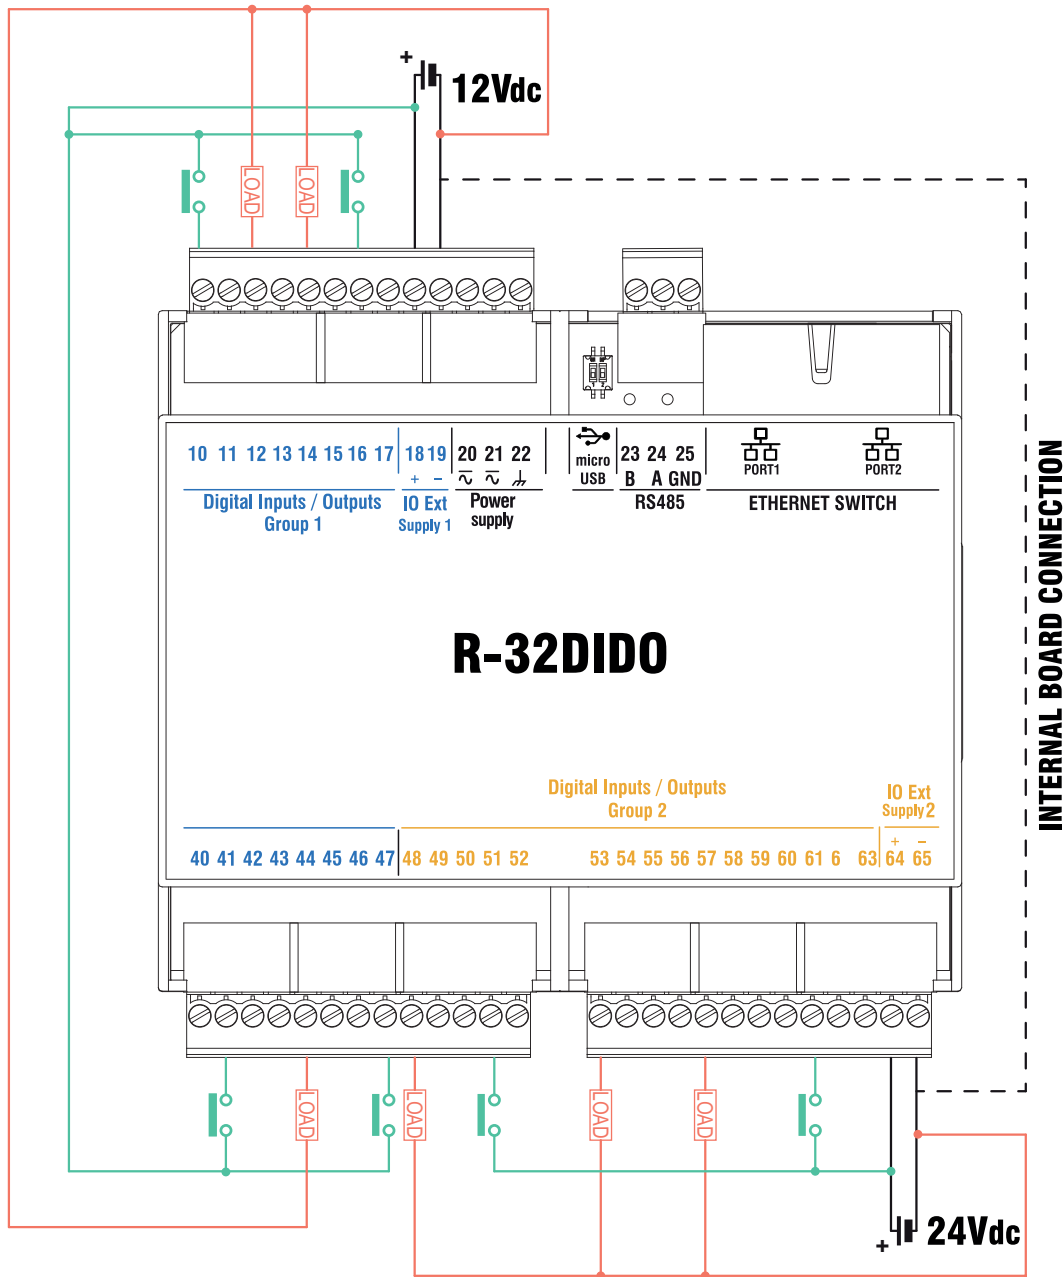 +
12Vdc
LOAD
LOAD
10 11 12 13 14 15 16 17 18 19 20 21 22
+ −
Digital Inputs / Outputs
Group 1
IO Ext
Supply 1
Power
supply
micro
USB
23 24 25
B A GND
RS485
PORT1
PORT2
ETHERNET SWITCH
INTERNAL BOARD CONNECTION
R-32DIDO
Digital Inputs / Outputs
Group 2
IO Ext
Supply 2
+ −
40 41 42 43 44 45 46 47 48 49 50 51 52 53 54 55 56 57 58 59 60 61 6 63 64 65
LOAD
LOAD
LOAD
LOAD
+
24Vdc